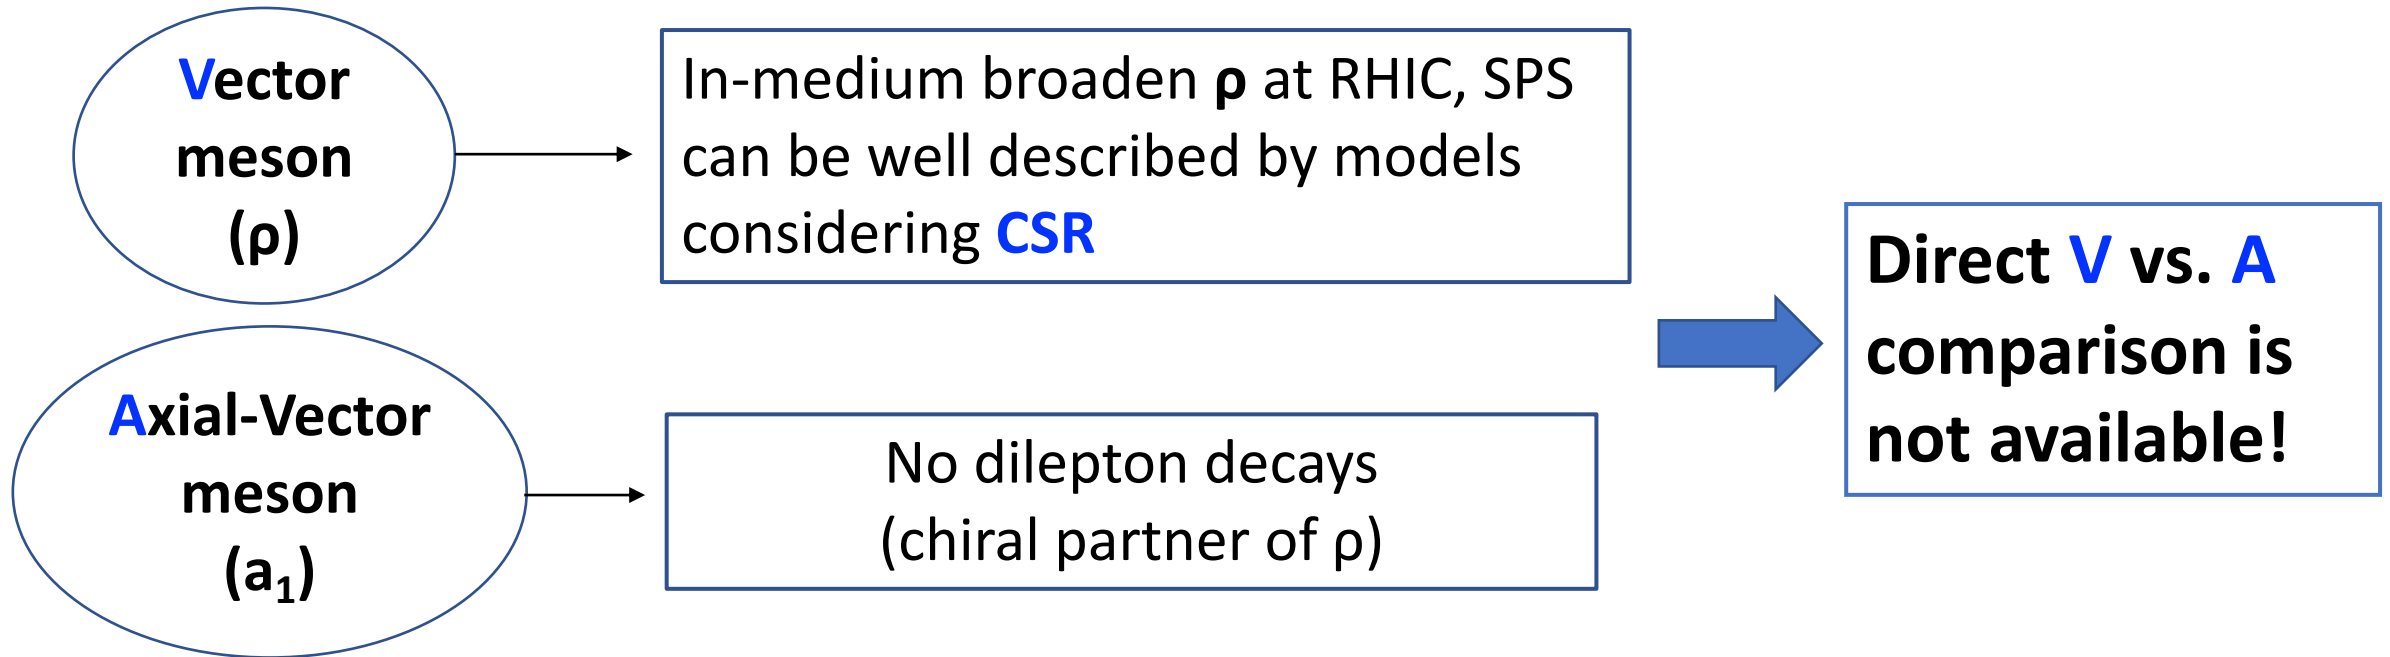 Vector
meson
(ρ)
In-medium broaden ρ at RHIC, SPS
can be well described by models
considering CSR
Axial-Vector
meson
(a₁)
No dilepton decays
(chiral partner of ρ)
Direct V vs. A
comparison is
not available!